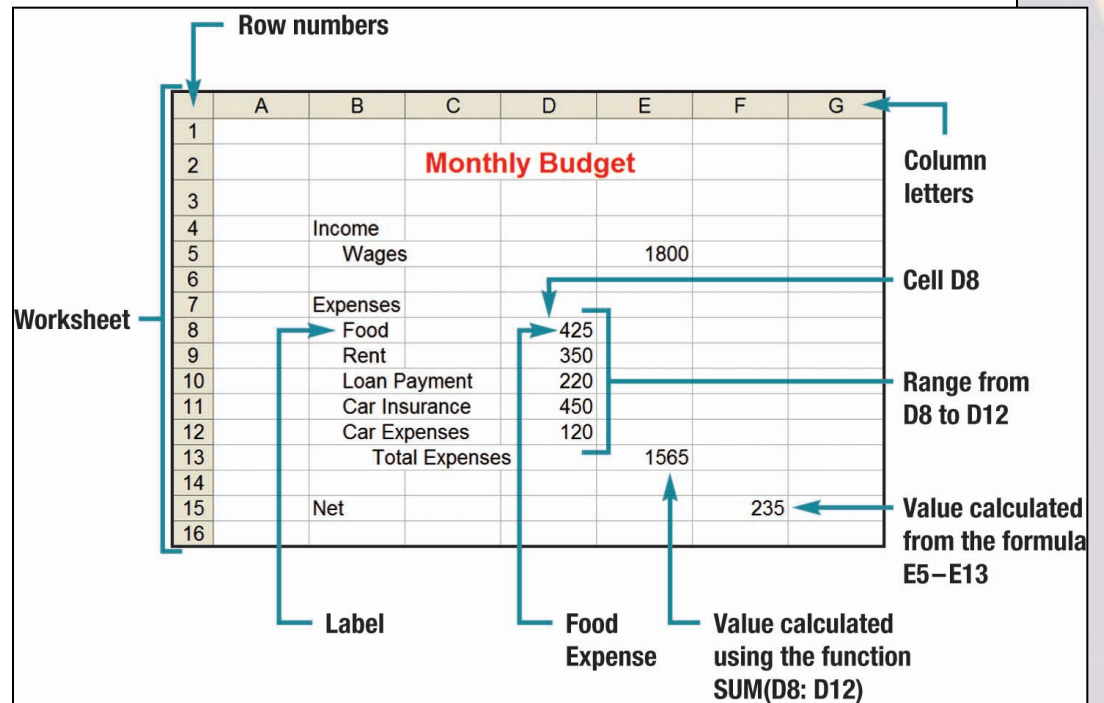 Row numbers
A B C D E F G
1
2 Monthly Budget
3
4 Income
5 Wages 1800
6
7 Expenses
8 Food 425
9 Rent 350
10 Loan Payment 220
11 Car Insurance 450
12 Car Expenses 120
13 Total Expenses 1565
14
15 Net 235
16
Worksheet
Column
letters
Cell D8
Range from
D8 to D12
Value calculated
from the formula
E5–E13
Label
Food
Expense
Value calculated
using the function
SUM(D8: D12)